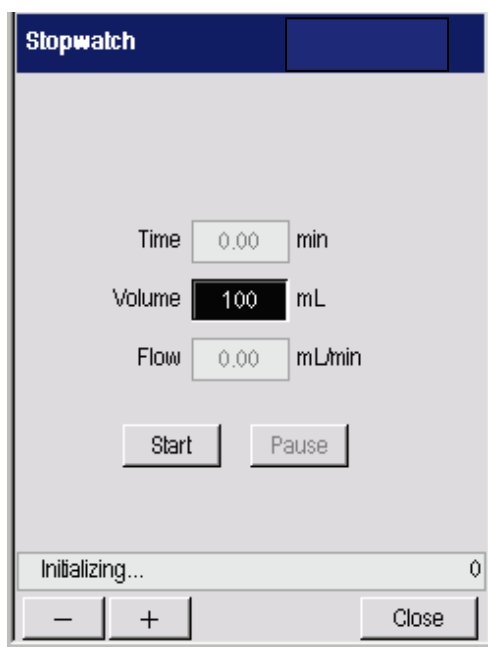 Stopwatch
Time 0.00 min
Volume 100 mL
Flow 0.00 mL/min
Start Pause
Initializing... 0
− + Close